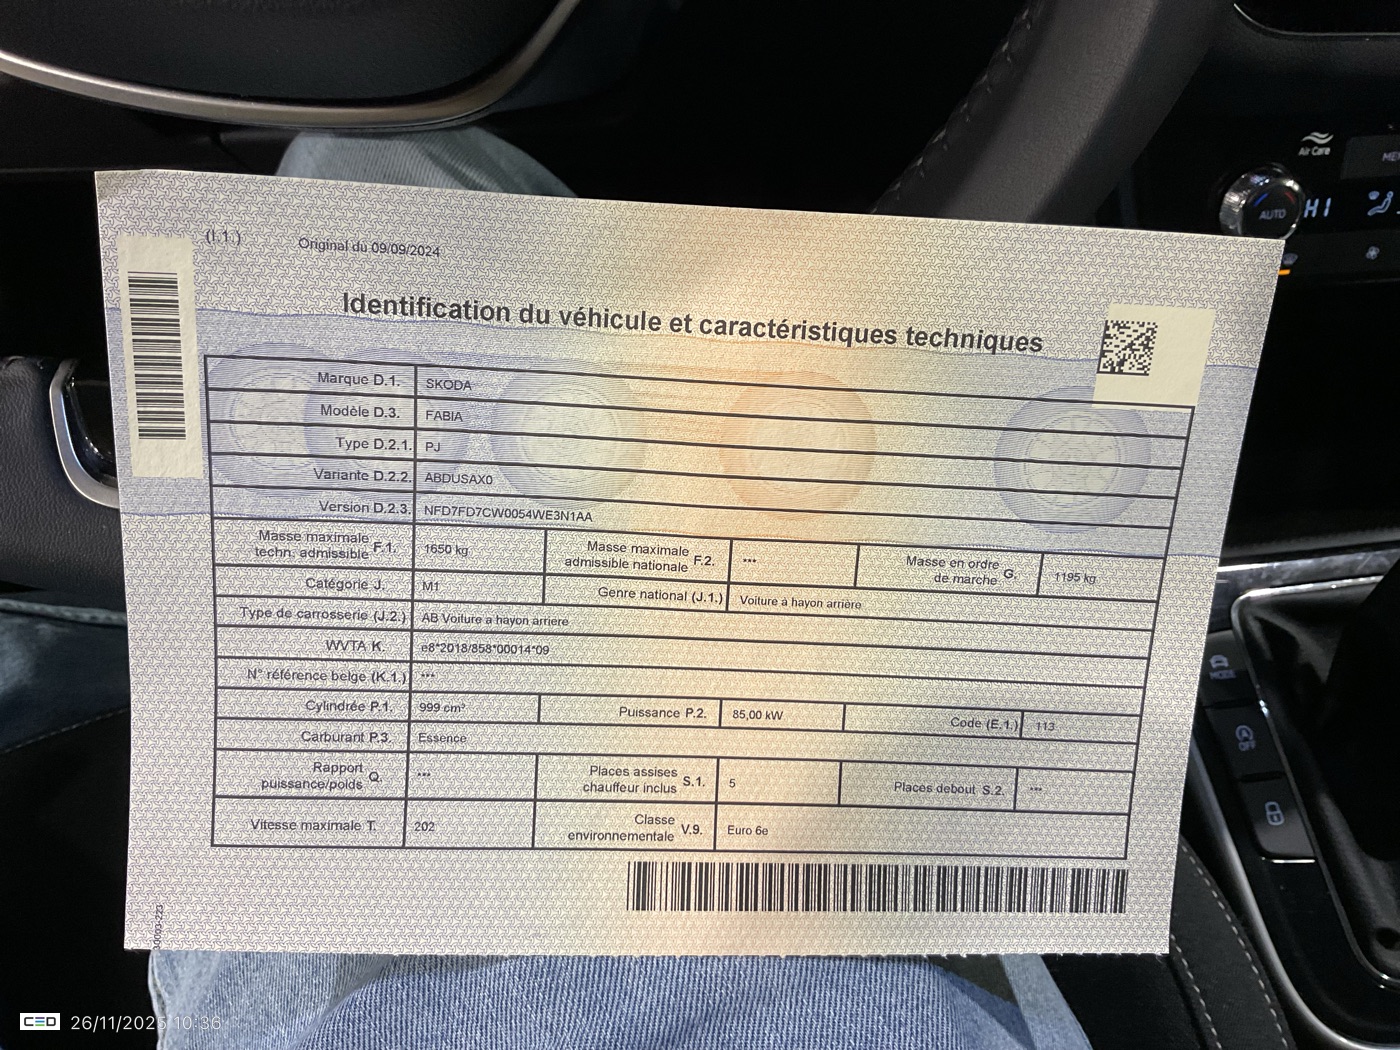 Air Care
ME
AUTO
HI
(I.1.)
Original du 09/09/2024
Identification du véhicule et caractéristiques techniques
Marque D.1. SKODA
Modèle D.3. FABIA
Type D.2.1. PJ
Variante D.2.2. ABDUSAX0
Version D.2.3. NFD7FD7CW0054WE3N1AA
Masse maximale techn. admissible F.1. 1650 kg Masse maximale admissible nationale F.2. *** Masse en ordre de marche G. 1195 kg
Catégorie J. M1 Genre national (J.1.) Voiture à hayon arrière
Type de carrosserie (J.2.) AB Voiture a hayon arriere
WVTA K. e8*2018/858*00014*09
N° référence belge (K.1.) ***
Cylindrée P.1. 999 cm³ Puissance P.2. 85,00 kW Code (E.1.) 113
Carburant P.3. Essence
Rapport puissance/poids Q. *** Places assises chauffeur inclus S.1. 5 Places debout S.2. ***
Vitesse maximale T. 202 Classe environnementale V.9. Euro 6e
MODE
OFF
CED 26/11/2025 10:36